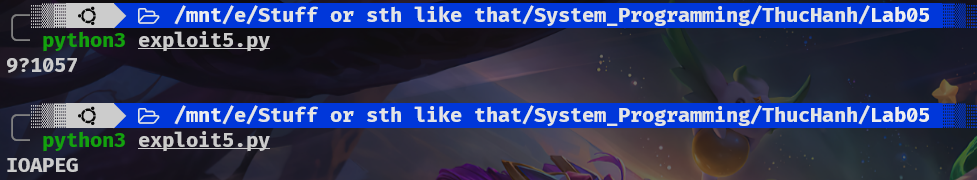 /mnt/e/Stuff or sth like that/System_Programming/ThucHanh/Lab05
python3 exploit5.py
9?1057
/mnt/e/Stuff or sth like that/System_Programming/ThucHanh/Lab05
python3 exploit5.py
IOAPEG